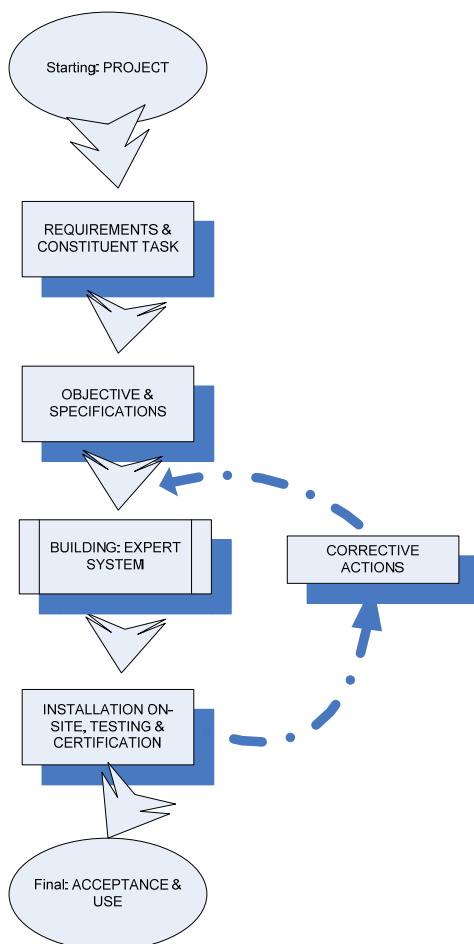 Starting: PROJECT
REQUIREMENTS &
CONSTITUENT TASK
OBJECTIVE &
SPECIFICATIONS
BUILDING: EXPERT
SYSTEM
CORRECTIVE
ACTIONS
INSTALLATION ON-
SITE, TESTING &
CERTIFICATION
Final: ACCEPTANCE &
USE